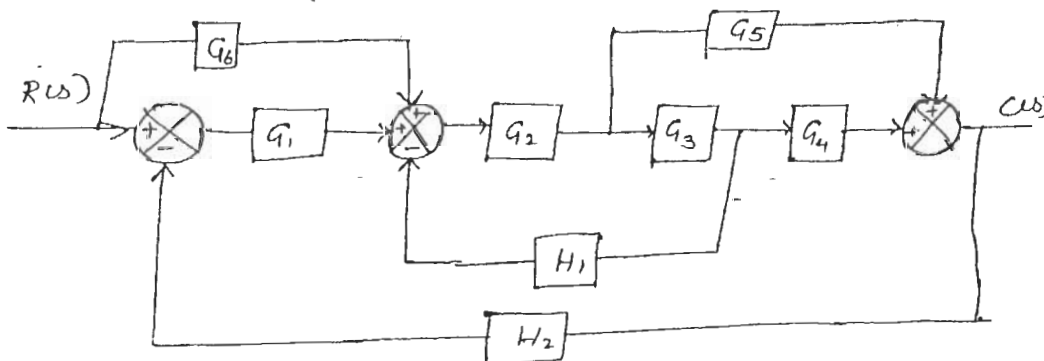 G5
G6
R(s)
C(s)
+
+
+
+
G1
+
G2
G3
G4
+
-
-
H1
H2